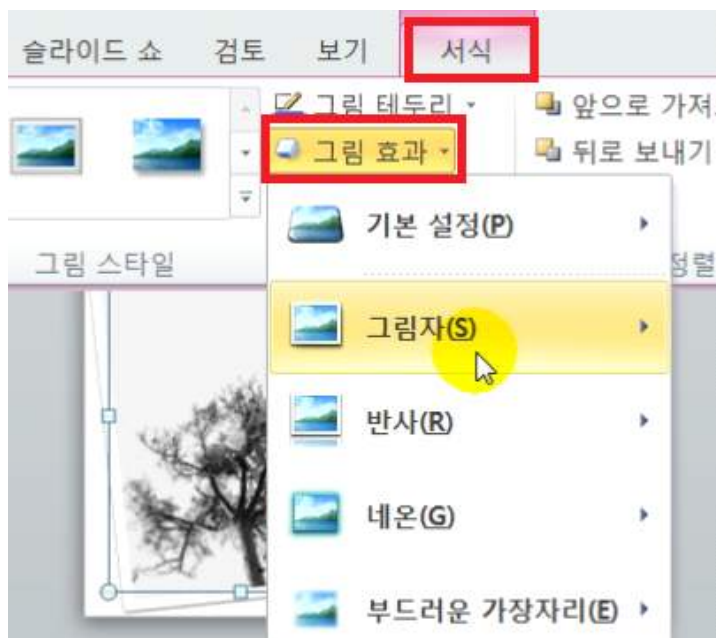 슬라이드 쇼 검토 보기 서식
그림 테두리 앞으로 가져
그림 효과 뒤로 보내기
기본 설정(P)
그림 스타일 정렬
그림자(S)
반사(R)
네온(G)
부드러운 가장자리(E)